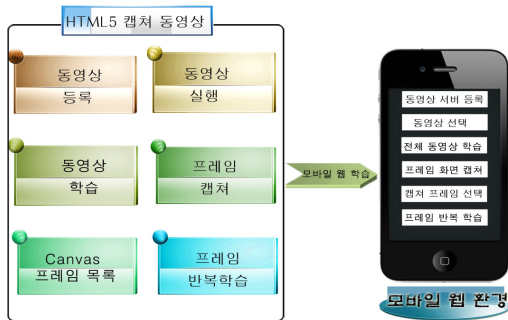 HTML5 캡쳐 동영상
동영상
등록
동영상
실행
동영상
학습
프레임
캡쳐
Canvas
프레임 목록
프레임
반복학습
모바일 웹 학습
동영상 서버 등록
동영상 선택
전체 동영상 학습
프레임 화면 캡쳐
캡쳐 프레임 선택
프레임 반복 학습
모바일 웹 환경